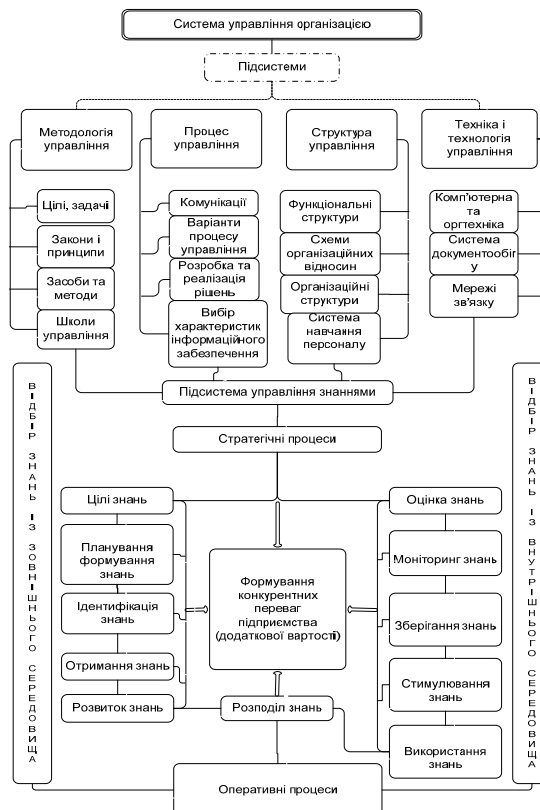 Система управління організацією
Підсистеми
Методологія
управління
Процес
управління
Структура
управління
Техніка і
технологія
управління
Цілі, задачі
Закони і
принципи
Засоби та
методи
Школи
управління
Комунікації
Варіанти
процесу
управління
Розробка та
реалізація
рішень
Вибір
характеристик
інформаційного
забезпечення
Функціональні
структури
Схеми
організаційних
відносин
Організаційні
структури
Система
навчання
персоналу
Комп'ютерна
та
оргтехніка
Система
документообіг
у
Мережі
зв'язку
Підсистема управління знаннями
Стратегічні процеси
ВІДБІР ЗНАНЬ ІЗ ЗОВНІШНЬОГО СЕРЕДОВИЩА
Цілі знань
Планування
формування
знань
Ідентифікація
знань
Отримання знань
Розвиток знань
Формування
конкурентних
переваг
підприємства
(додаткової вартості)
Розподіл знань
Оцінка знань
Моніторинг знань
Зберігання знань
Стимулювання
знань
Використання
знань
ВІДБІР ЗНАНЬ ІЗ ВНУТРІШНЬОГО СЕРЕДОВИЩА
Оперативні процеси